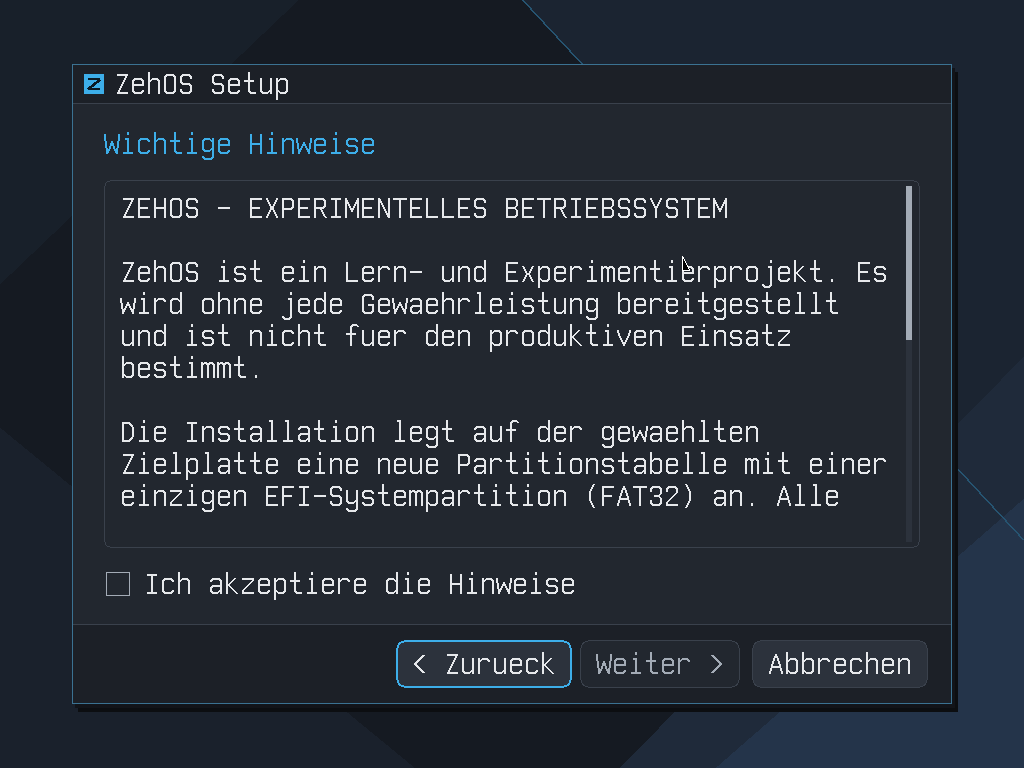 Z ZehOS Setup
Wichtige Hinweise
ZEHOS - EXPERIMENTELLES BETRIEBSSYSTEM
ZehOS ist ein Lern- und Experimentierprojekt. Es
wird ohne jede Gewaehrleistung bereitgestellt
und ist nicht fuer den produktiven Einsatz
bestimmt.
Die Installation legt auf der gewaehlten
Zielplatte eine neue Partitionstabelle mit einer
einzigen EFI-Systempartition (FAT32) an. Alle
Ich akzeptiere die Hinweise
< Zurueck
Weiter >
Abbrechen